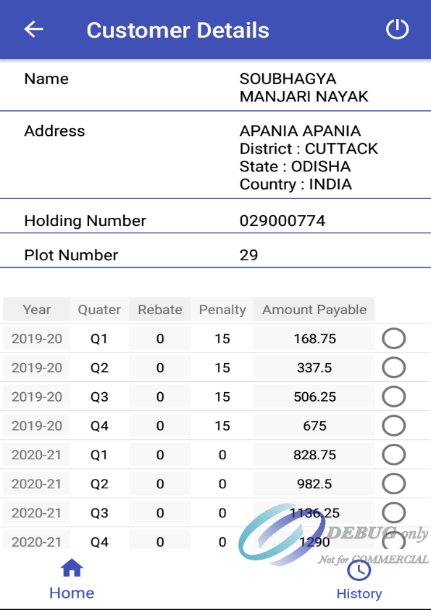 Customer Details
Name SOUBHAGYA
MANJARI NAYAK
Address APANIA APANIA
District : CUTTACK
State : ODISHA
Country : INDIA
Holding Number 029000774
Plot Number 29
Year Quater Rebate Penalty Amount Payable
2019-20 Q1 0 15 168.75
2019-20 Q2 0 15 337.5
2019-20 Q3 0 15 506.25
2019-20 Q4 0 15 675
2020-21 Q1 0 0 828.75
2020-21 Q2 0 0 982.5
2020-21 Q3 0 0 1136.25
2020-21 Q4 0 0 1290
DEBUG only
Not for COMMERCIAL
Home History